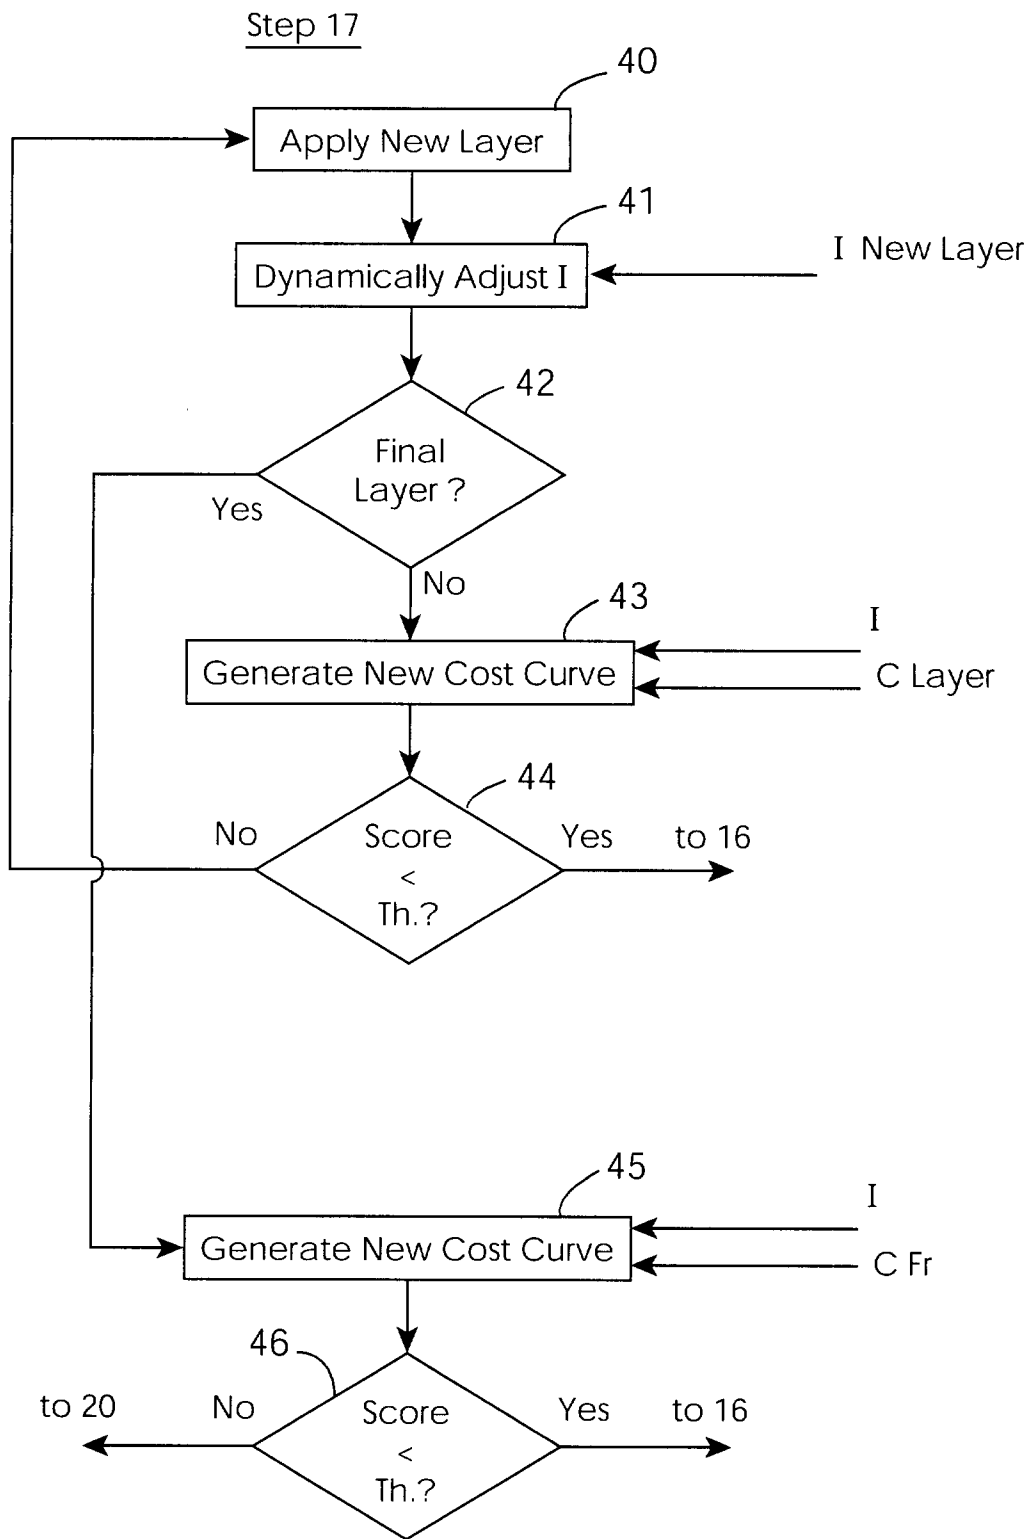 Step 17
40
Apply New Layer
41
I New Layer
Dynamically Adjust I
42
Final
Layer ?
Yes
No
43
I
Generate New Cost Curve
C Layer
44
No
Score
Yes
to 16
<
Th.?
45
I
Generate New Cost Curve
C Fr
46
to 20
No
Score
Yes
to 16
<
Th.?